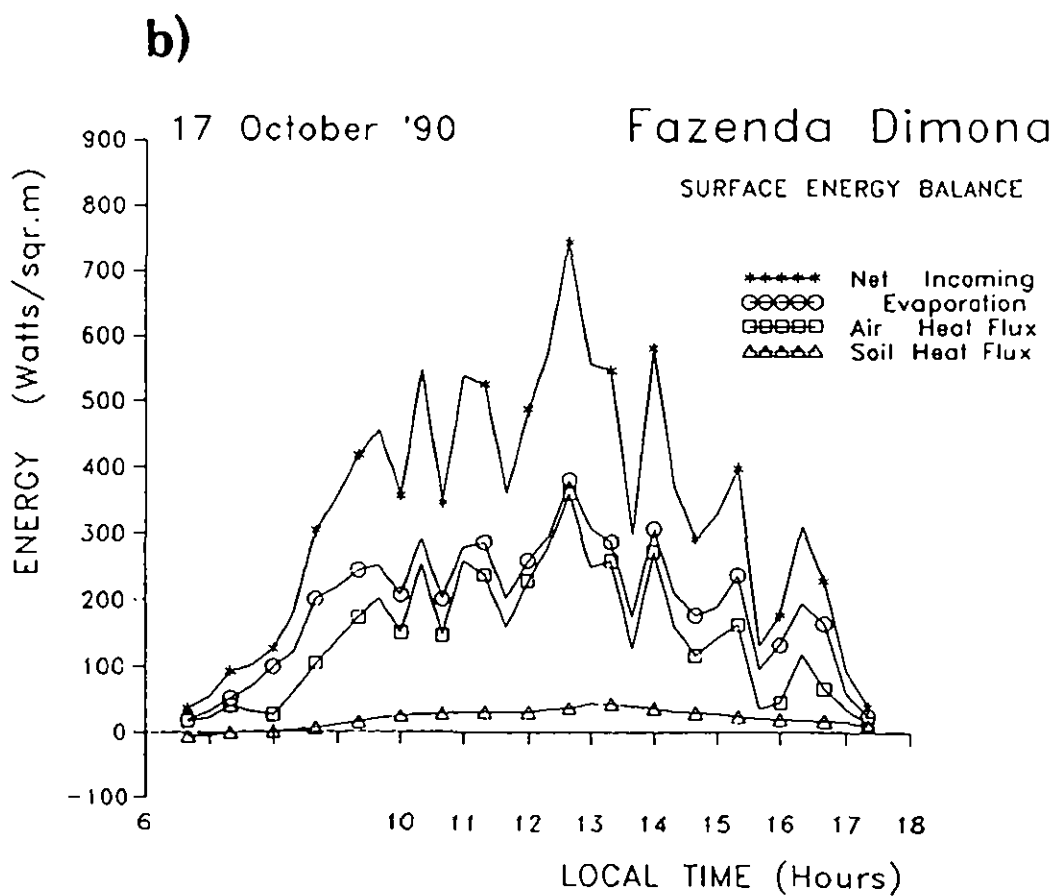 b)
17 October '90
Fazenda Dimona
SURFACE ENERGY BALANCE
Net Incoming
Evaporation
Air Heat Flux
Soil Heat Flux
ENERGY (Watts/sqr.m)
900
800
700
600
500
400
300
200
100
0
-100
6 10 11 12 13 14 15 16 17 18
LOCAL TIME (Hours)